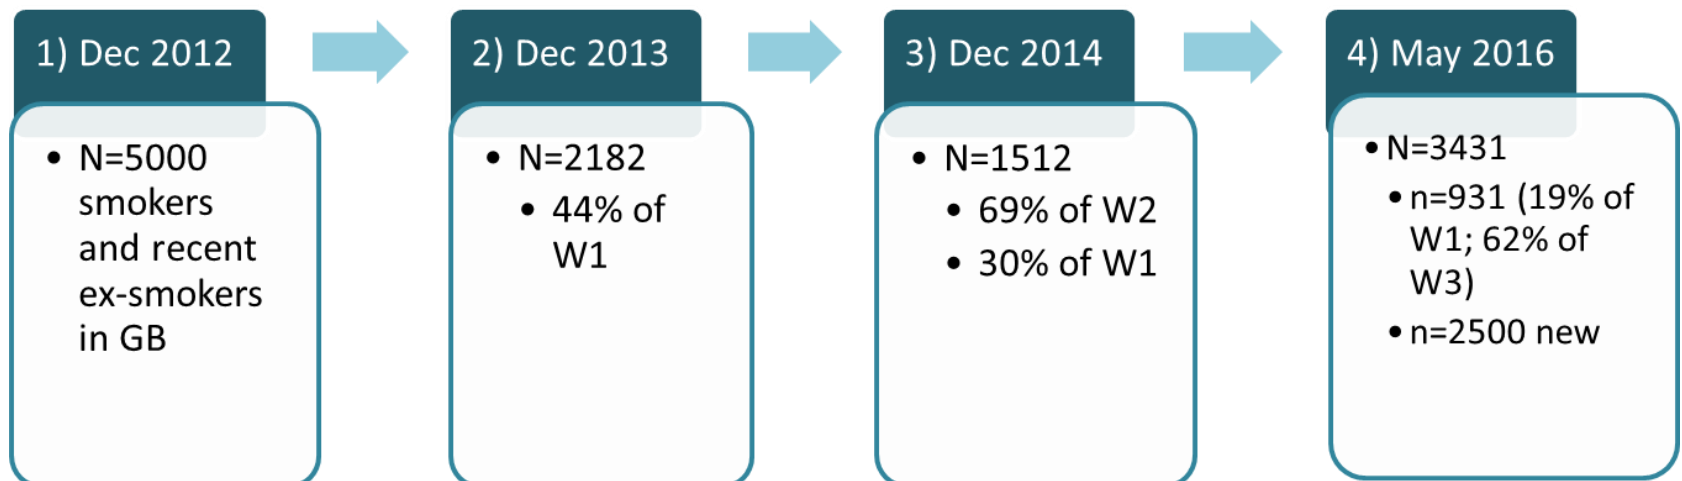 1) Dec 2012
• N=5000
smokers
and recent
ex-smokers
in GB
2) Dec 2013
• N=2182
• 44% of
W1
3) Dec 2014
• N=1512
• 69% of W2
• 30% of W1
4) May 2016
• N=3431
• n=931 (19% of
W1; 62% of
W3)
• n=2500 new